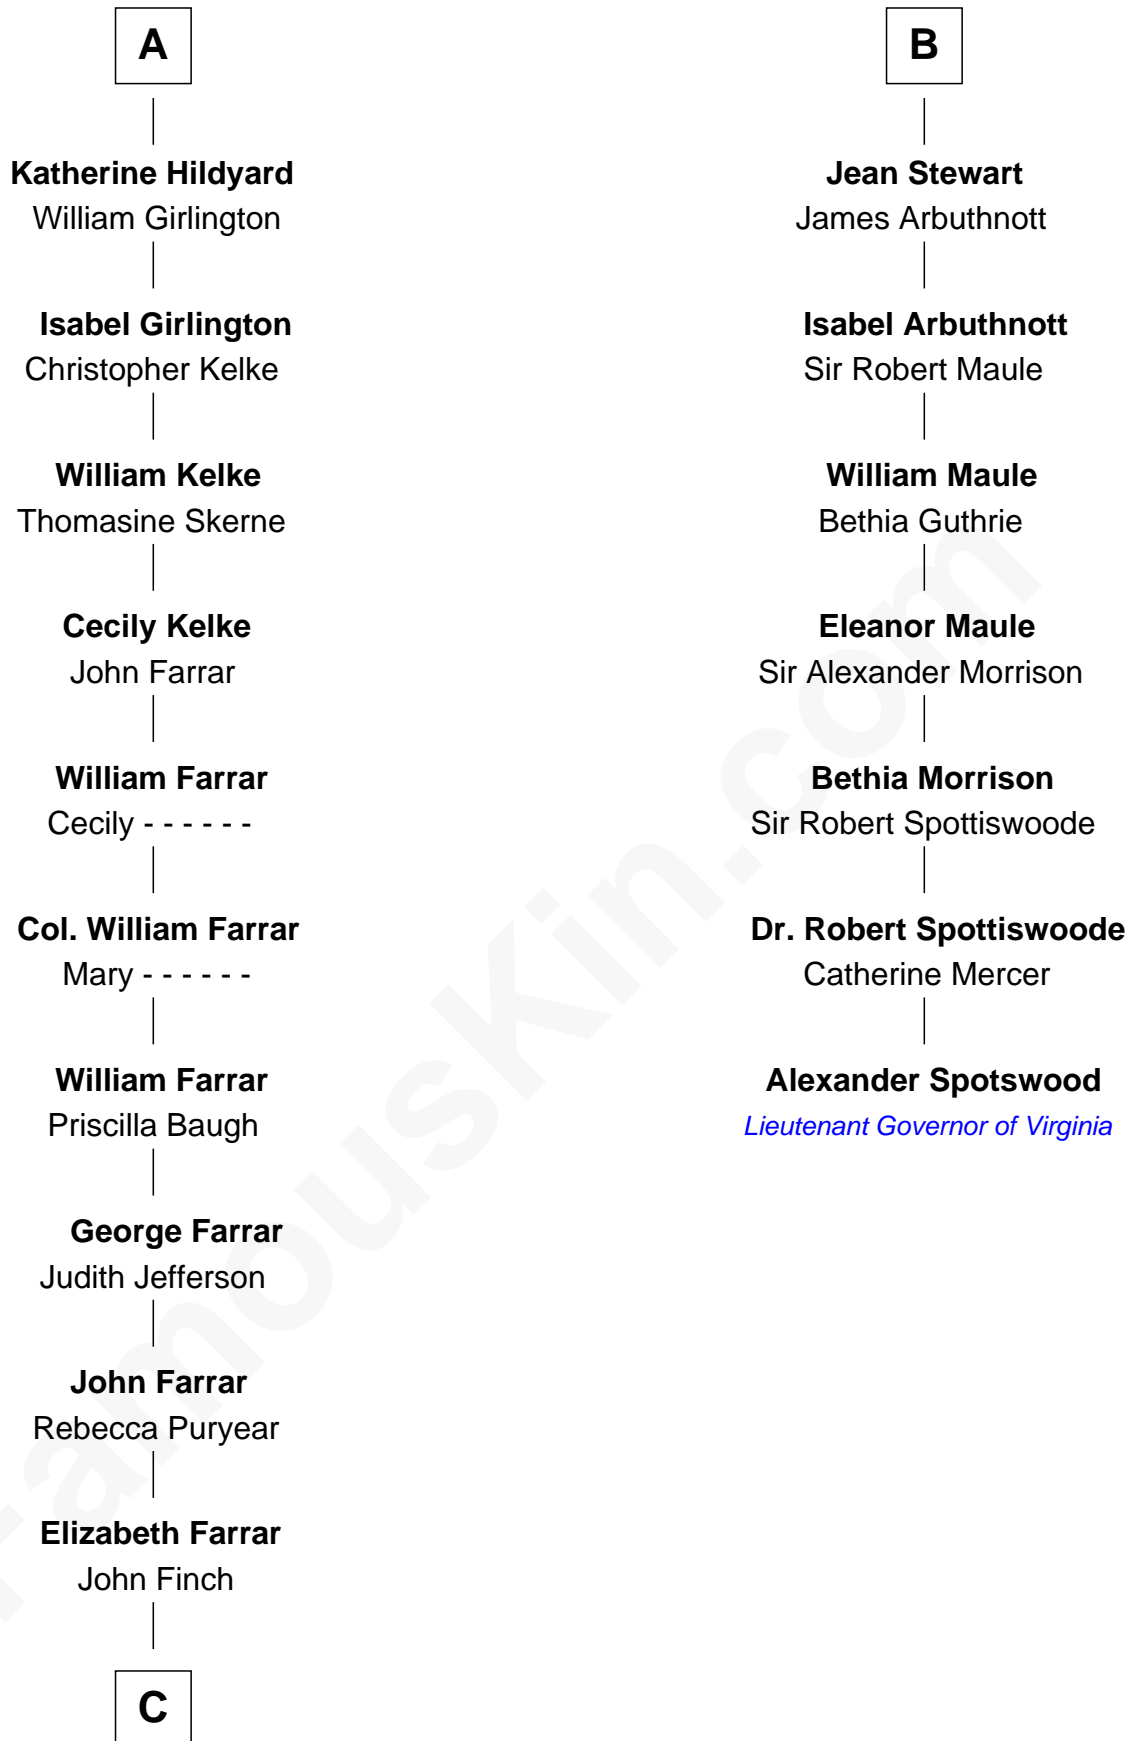 A
Katherine Hildyard
William Girlington
Isabel Girlington
Christopher Kelke
William Kelke
Thomasine Skerne
Cecily Kelke
John Farrar
William Farrar
Cecily - - - - - -
Col. William Farrar
Mary - - - - - -
William Farrar
Priscilla Baugh
George Farrar
Judith Jefferson
John Farrar
Rebecca Puryear
Elizabeth Farrar
John Finch
C
B
Jean Stewart
James Arbuthnott
Isabel Arbuthnott
Sir Robert Maule
William Maule
Bethia Guthrie
Eleanor Maule
Sir Alexander Morrison
Bethia Morrison
Sir Robert Spottiswoode
Dr. Robert Spottiswoode
Catherine Mercer
Alexander Spotswood
Lieutenant Governor of Virginia
FamousKin.com